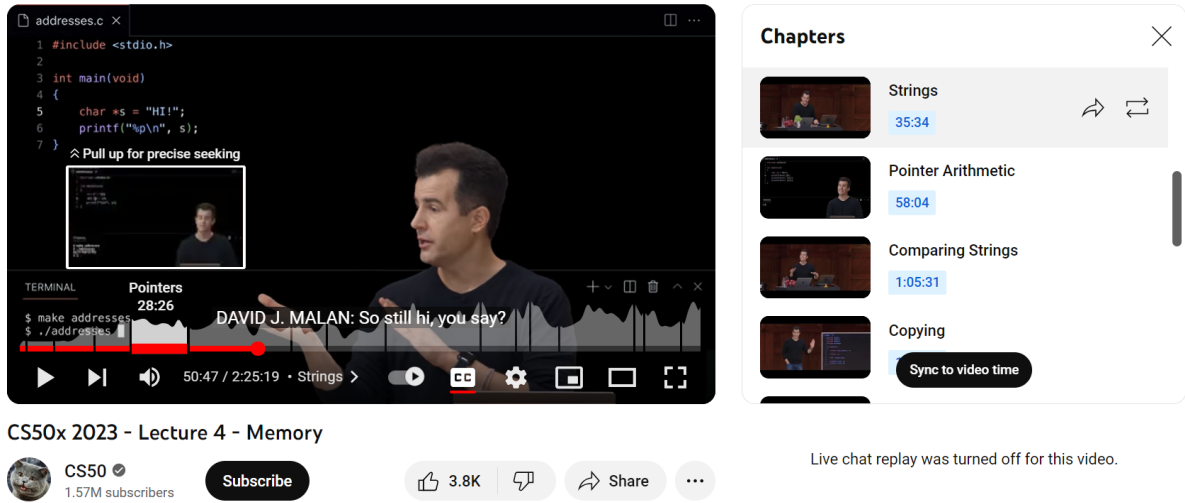 addresses.c
1 #include <stdio.h>
2
3 int main(void)
4 {
5 char *s = "HI!";
6 printf("%p\n", s);
7 }
Pull up for precise seeking
TERMINAL
Pointers
28:26
$ make addresses
$ ./addresses
DAVID J. MALAN: So still hi, you say?
50:47 / 2:25:19 • Strings
CC
CS50x 2023 - Lecture 4 - Memory
CS50
1.57M subscribers
Subscribe
3.8K
Share
Chapters
Strings
35:34
Pointer Arithmetic
58:04
Comparing Strings
1:05:31
Copying
Sync to video time
Live chat replay was turned off for this video.